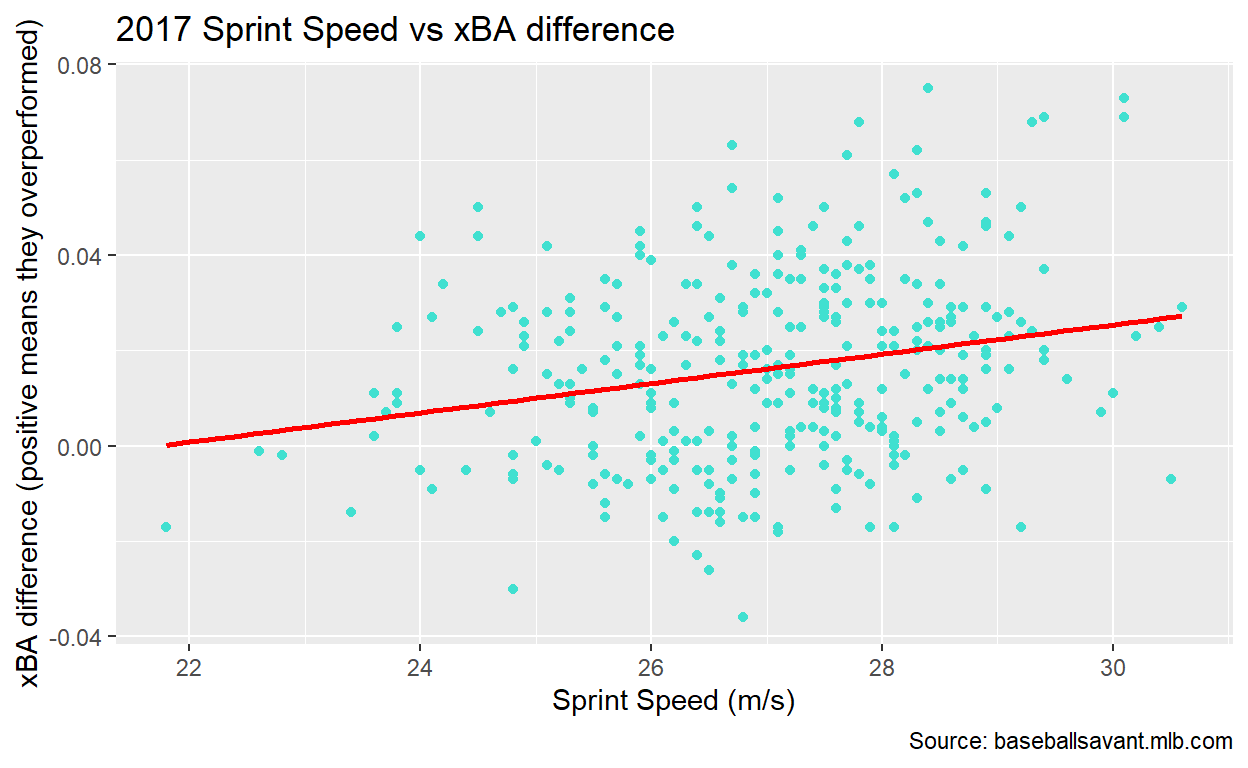 2017 Sprint Speed vs xBA difference
xBA difference (positive means they overperformed)
0.08
0.04
0.00
-0.04
22 24 26 28 30
Sprint Speed (m/s)
Source: baseballsavant.mlb.com